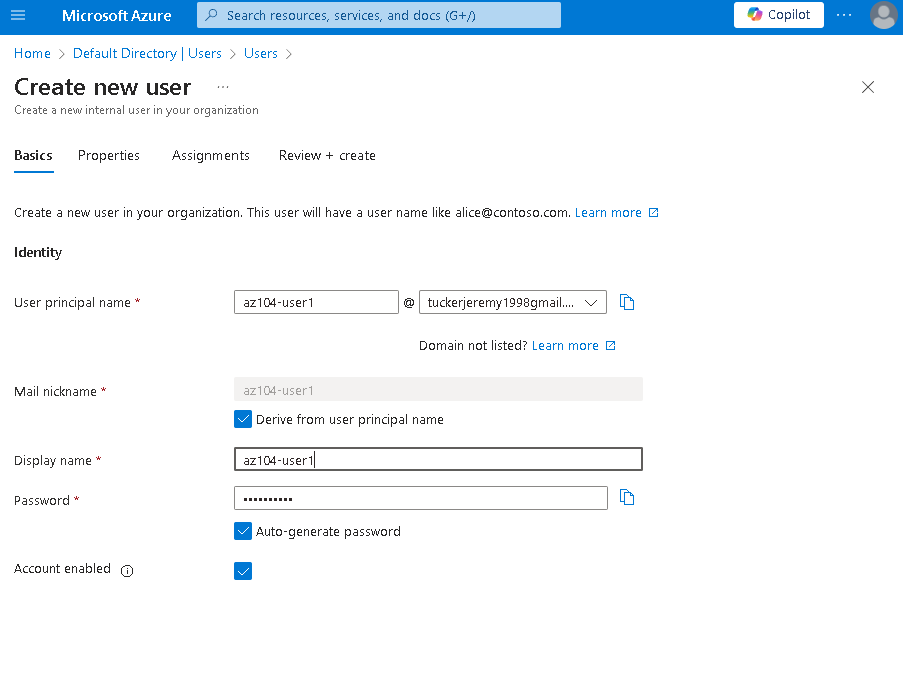 Microsoft Azure
Search resources, services, and docs (G+/)
Copilot
Home > Default Directory | Users > Users >
Create new user ...
Create a new internal user in your organization
Basics Properties Assignments Review + create
Create a new user in your organization. This user will have a user name like alice@contoso.com. Learn more
Identity
User principal name * az104-user1 @ tuckerjeremy1998gmail....
Domain not listed? Learn more
Mail nickname * az104-user1
Derive from user principal name
Display name * az104-user1
Password * ••••••••••
Auto-generate password
Account enabled